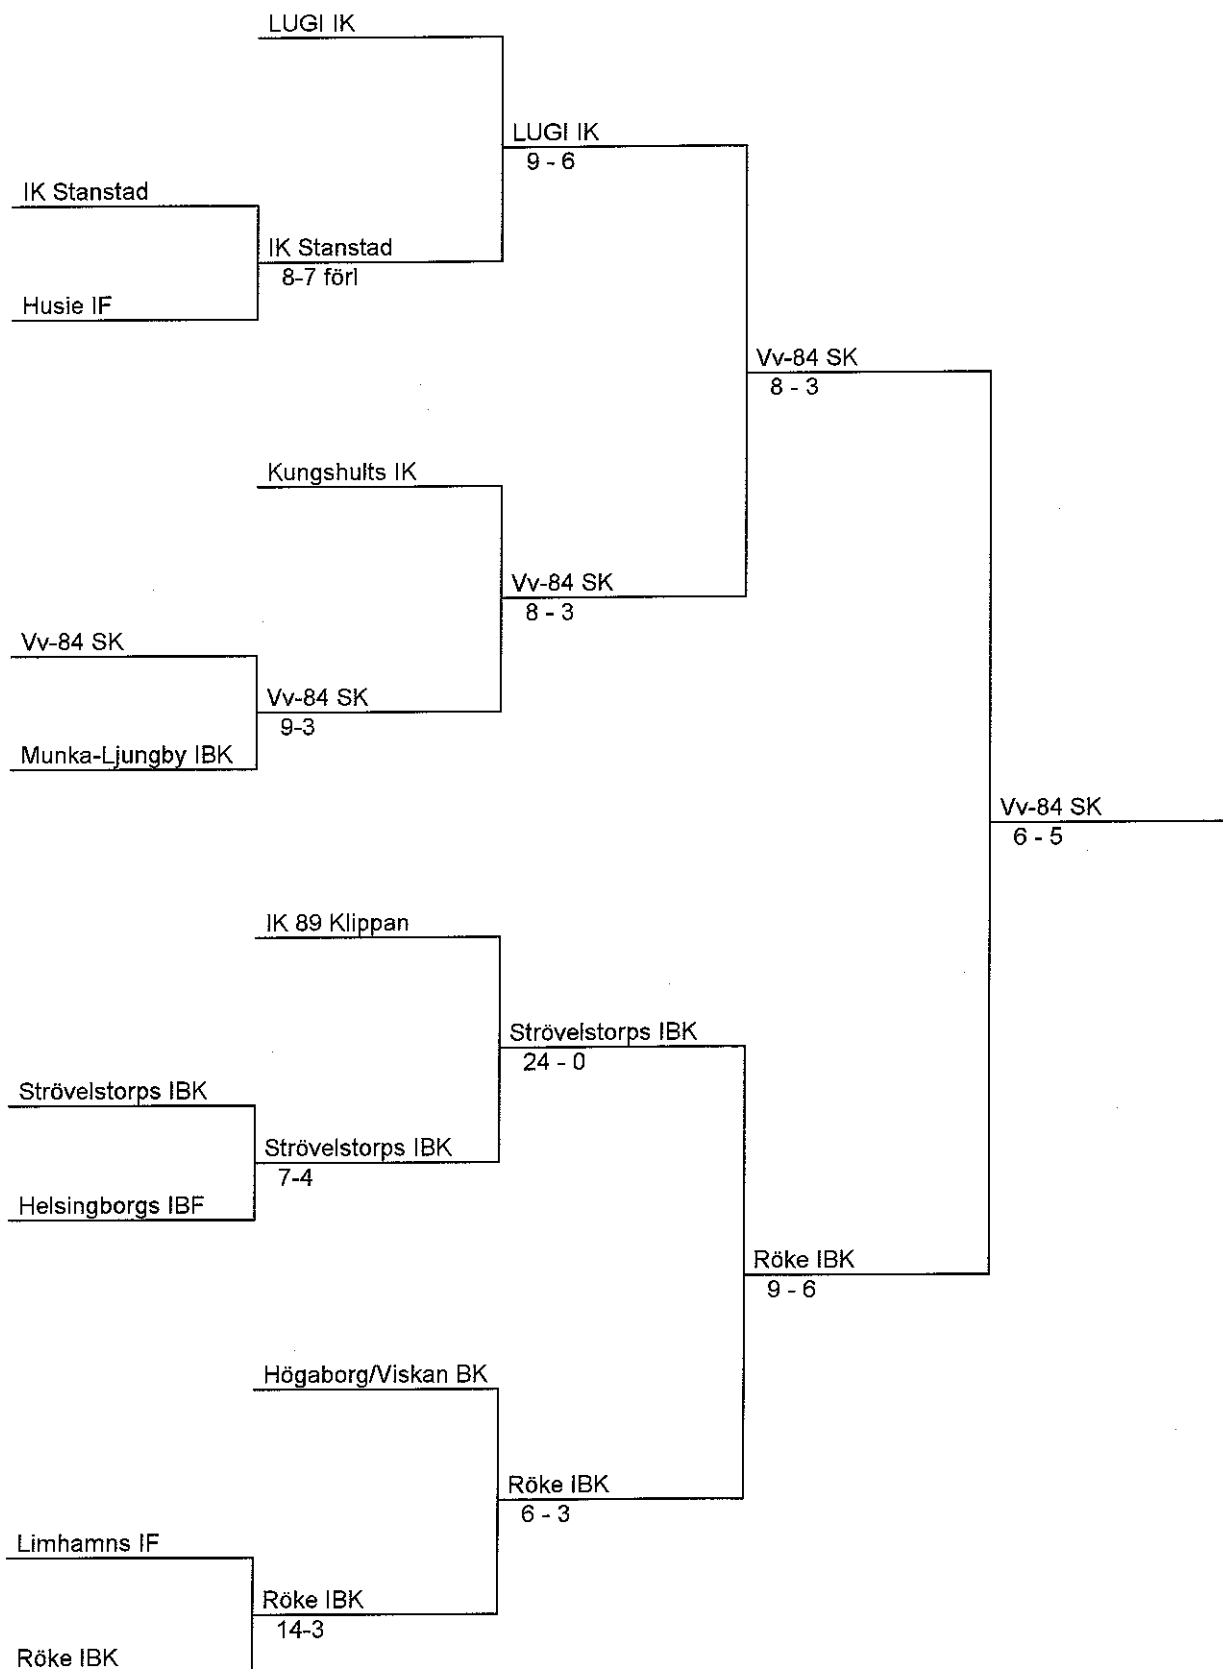 LUGI IK
LUGI IK
9 - 6
IK Stanstad
IK Stanstad
8-7 förl
Husie IF
Vv-84 SK
8 - 3
Kungshults IK
Vv-84 SK
8 - 3
Vv-84 SK
Vv-84 SK
9-3
Munka-Ljungby IBK
Vv-84 SK
6 - 5
IK 89 Klippan
Strövelstorps IBK
24 - 0
Strövelstorps IBK
Strövelstorps IBK
7-4
Helsingborgs IBF
Röke IBK
9 - 6
Högaborg/Viskan BK
Röke IBK
6 - 3
Limhamns IF
Röke IBK
14-3
Röke IBK